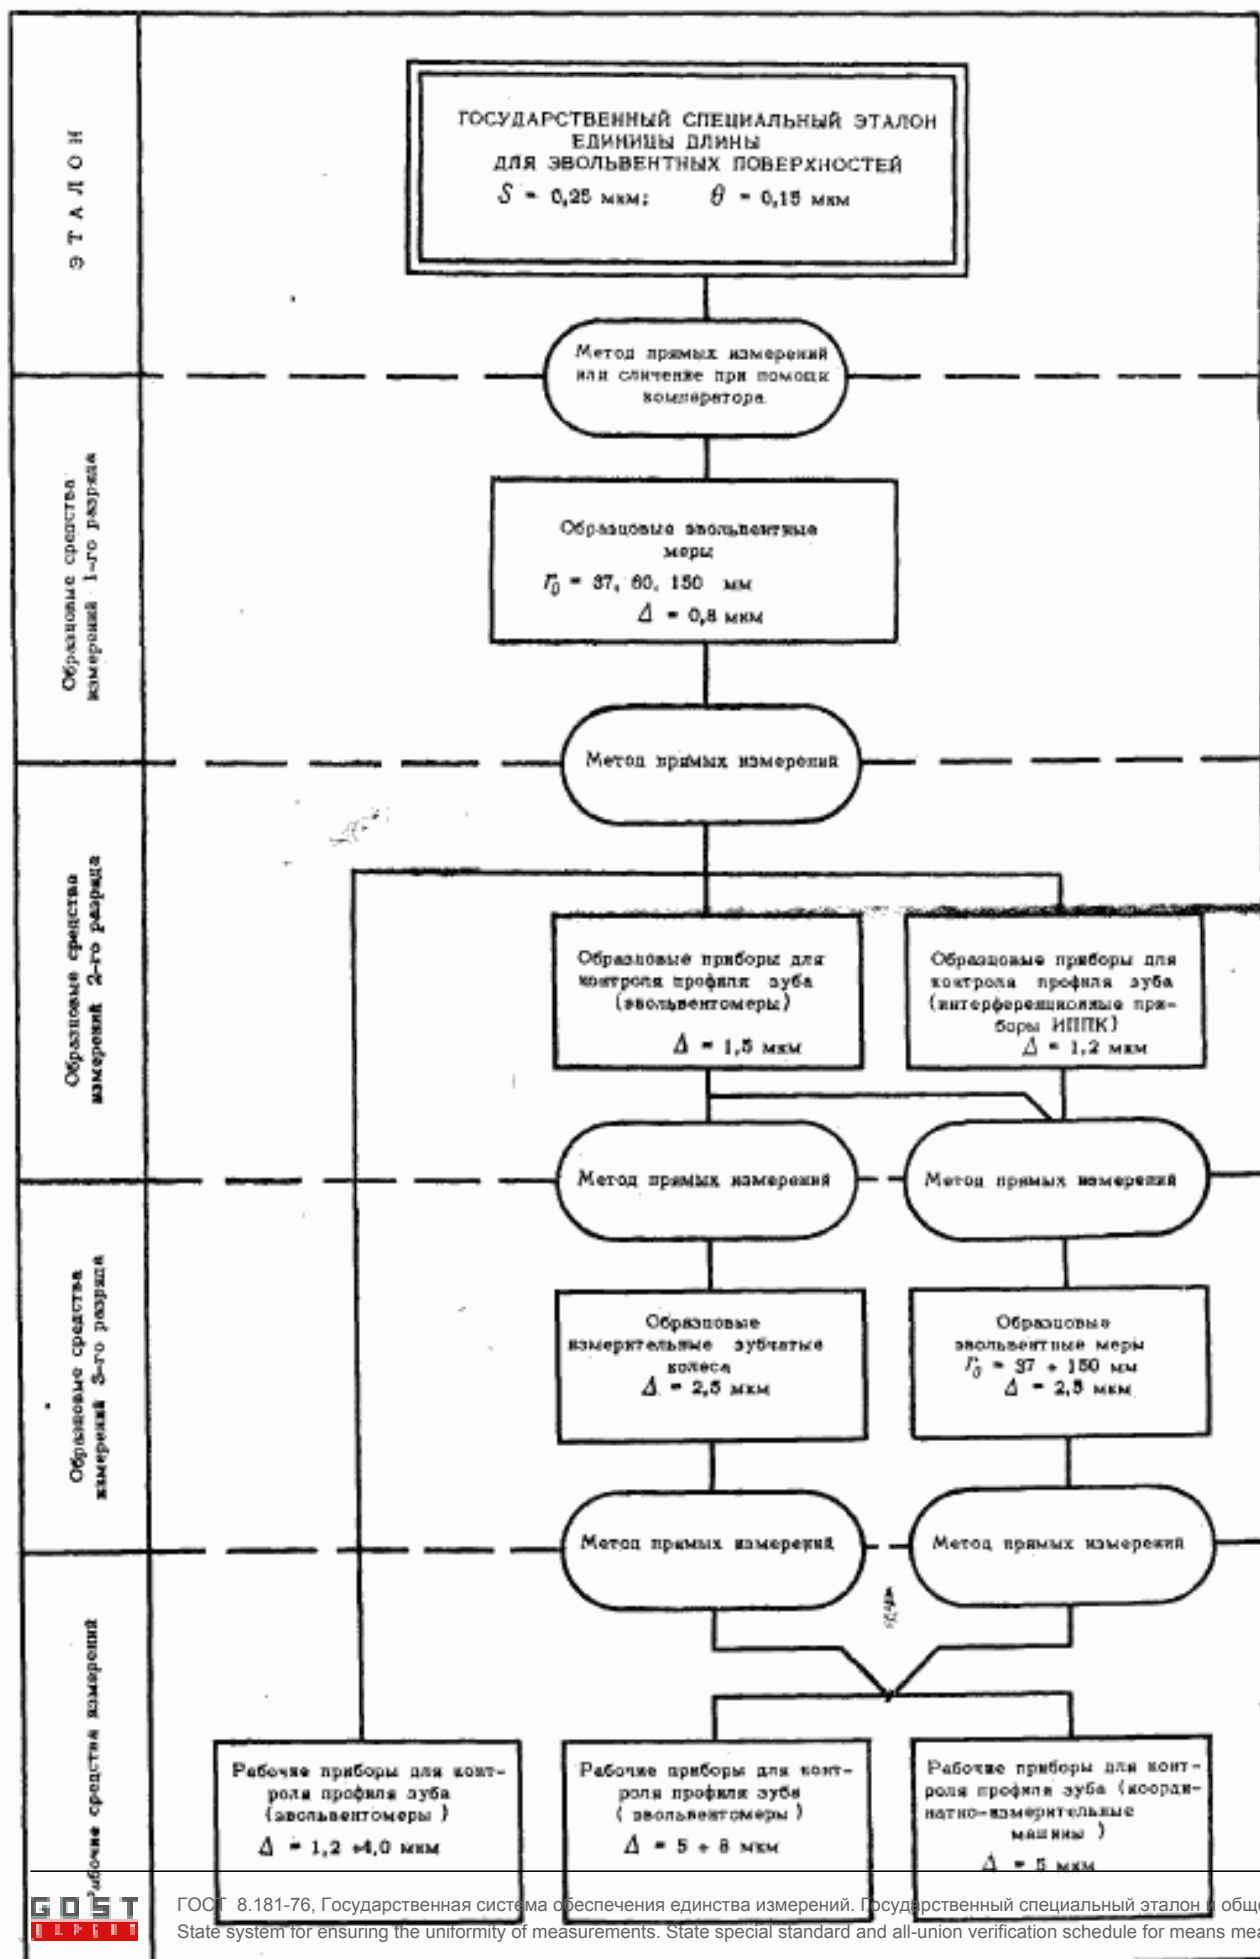 ЭТАЛОН
ГОСУДАРСТВЕННЫЙ СПЕЦИАЛЬНЫЙ ЭТАЛОН
ЕДИНИЦЫ ДЛИНЫ
ДЛЯ ЭВОЛЬВЕНТНЫХ ПОВЕРХНОСТЕЙ
S = 0,25 мкм; θ = 0,15 мкм
Метод прямых измерений
или сличение при помощи
компаратора
Образцовые средства
измерений 1-го разряда
Образцовые эвольвентные
меры
r₀ = 37, 60, 150 мм
Δ = 0,8 мкм
Метод прямых измерений
Образцовые средства
измерений 2-го разряда
Образцовые приборы для
контроля профиля зуба
(эвольвентомеры)
Δ = 1,5 мкм
Образцовые приборы для
контроля профиля зуба
(интерференционные при-
боры ИППК)
Δ = 1,2 мкм
Метод прямых измерений
Метод прямых измерений
Образцовые средства
измерений 3-го разряда
Образцовые
измерительные зубчатые
колеса
Δ = 2,5 мкм
Образцовые
эвольвентные меры
r₀ = 37 ÷ 150 мм
Δ = 2,5 мкм
Метод прямых измерений
Метод прямых измерений
Рабочие средства измерений
Рабочие приборы для конт-
роля профиля зуба
(эвольвентомеры)
Δ = 1,2 ÷4,0 мкм
Рабочие приборы для конт-
роля профиля зуба
(эвольвентомеры)
Δ = 5 ÷ 8 мкм
Рабочие приборы для конт-
роля профиля зуба (коорди-
натно-измерительные
машины)
Δ = 5 мкм
GOST
ГОСТ 8.181-76, Государственная система обеспечения единства измерений. Государственный специальный эталон и обще
State system for ensuring the uniformity of measurements. State special standard and all-union verification schedule for means mea